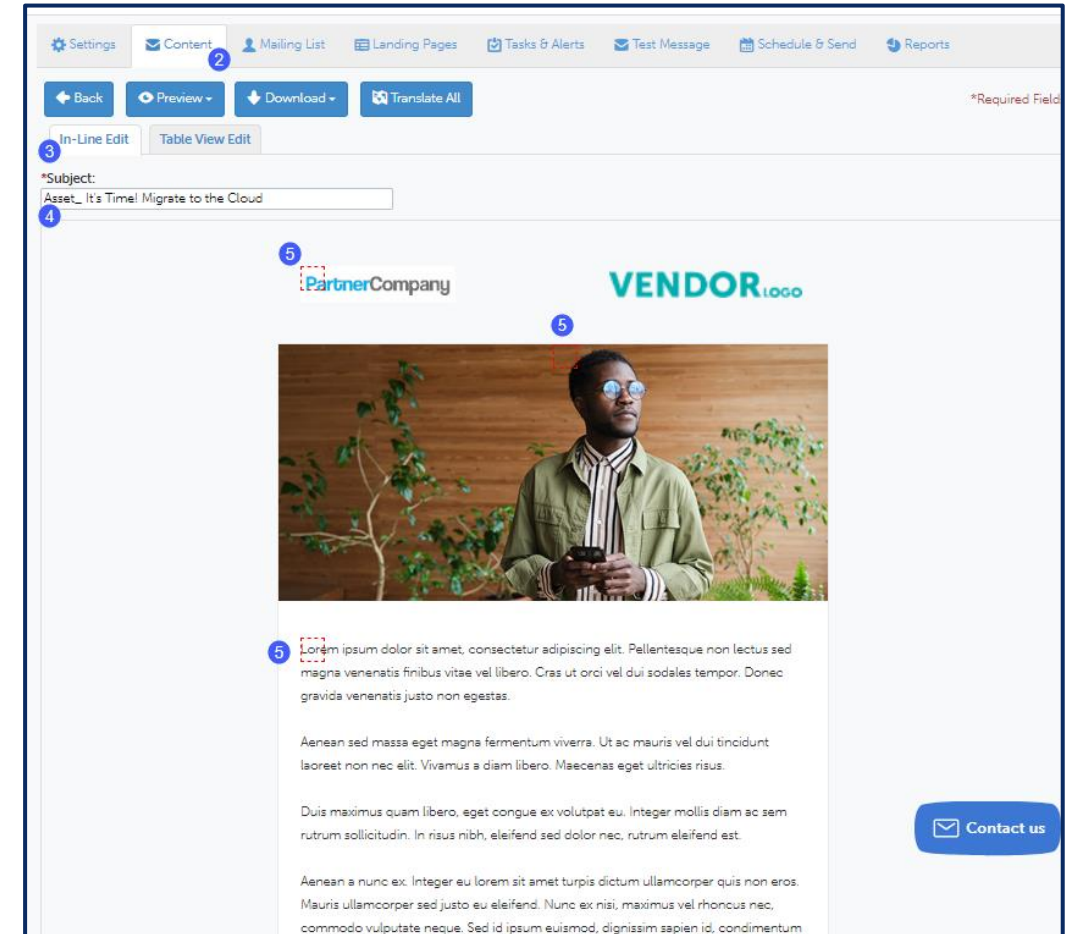 Settings Content Mailing List Landing Pages Tasks & Alerts Test Message Schedule & Send Reports
2
Back Preview Download Translate All *Required Field
In-Line Edit Table View Edit
3
*Subject:
Asset_ It's Time! Migrate to the Cloud
4
5
PartnerCompany VENDOR LOGO
5
5 Lorem ipsum dolor sit amet, consectetur adipiscing elit. Pellentesque non lectus sed
magna venenatis finibus vitae vel libero. Cras ut orci vel dui sodales tempor. Donec
gravida venenatis justo non egestas.
Aenean sed massa eget magna fermentum viverra. Ut ac mauris vel dui tincidunt
laoreet non nec elit. Vivamus a diam libero. Maecenas eget ultricies risus.
Duis maximus quam libero, eget congue ex volutpat eu. Integer mollis diam ac sem
rutrum sollicitudin. In risus nibh, eleifend sed dolor nec, rutrum eleifend est.
Contact us
Aenean a nunc ex. Integer eu lorem sit amet turpis dictum ullamcorper quis non eros.
Mauris ullamcorper sed justo eu eleifend. Nunc ex nisi, maximus vel rhoncus nec,
commodo vulputate neque. Sed id ipsum euismod, dignissim sapien id, condimentum